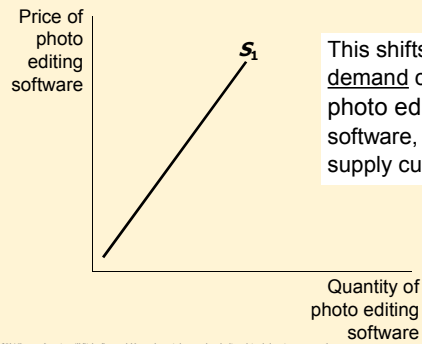 Price of
photo
editing
software
S1
This shifts
demand
photo ed
software,
supply cu
Quantity of
photo editing
software